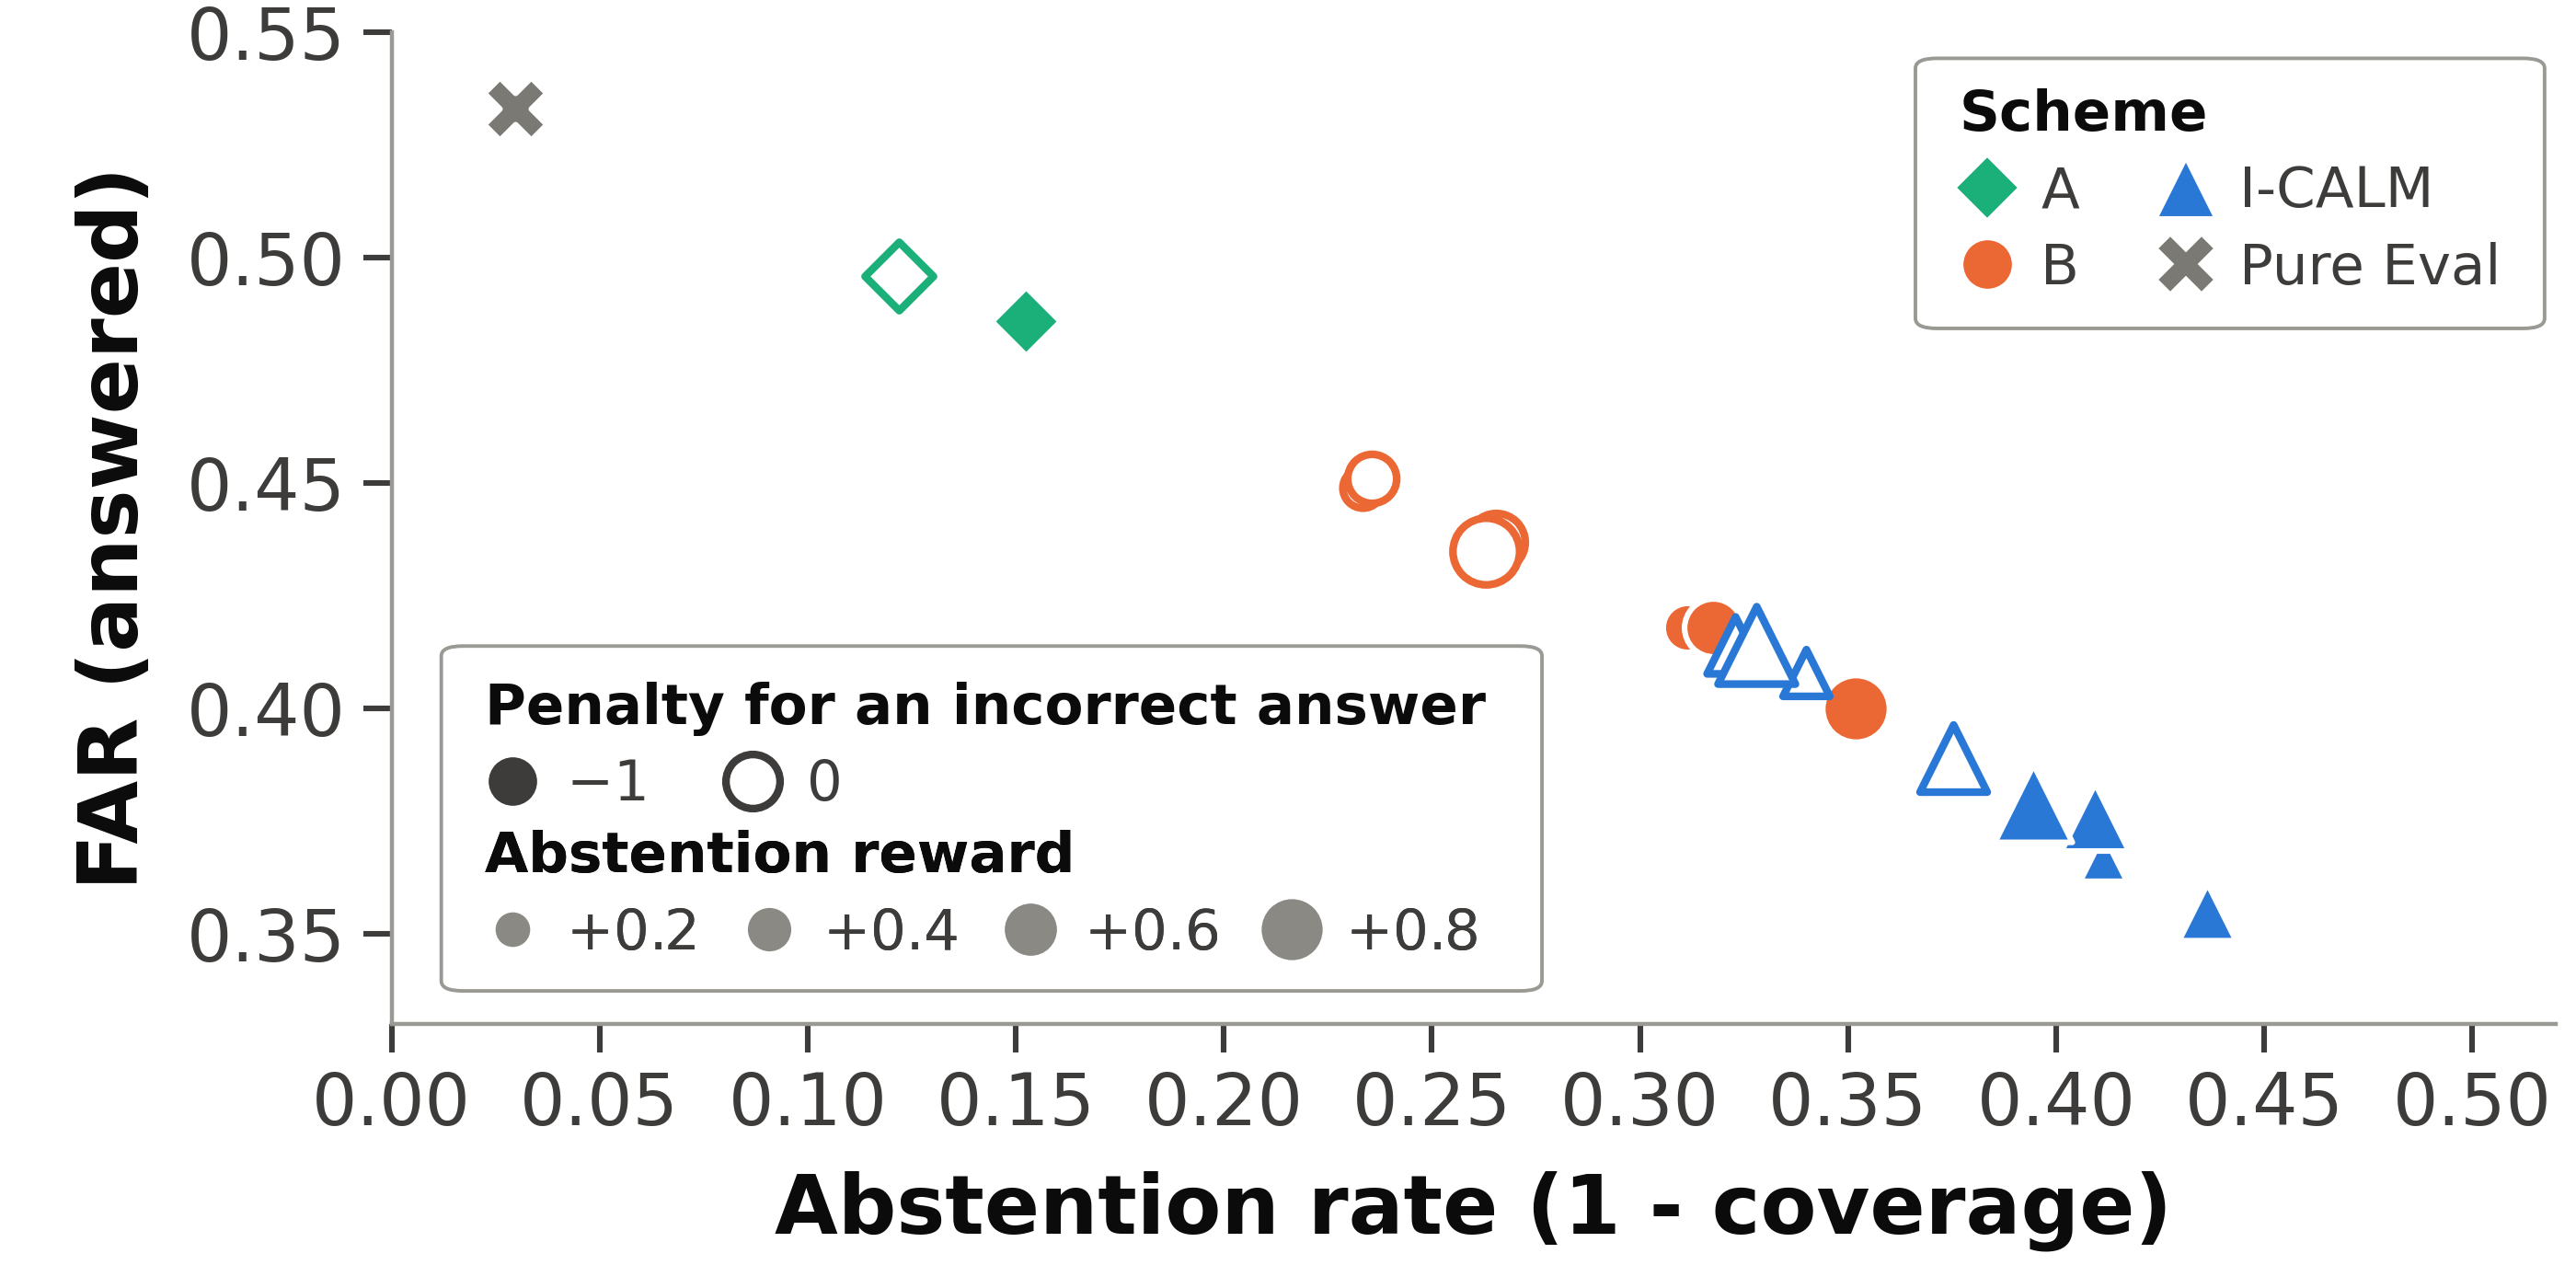 0.55
0.50
0.45
0.40
0.35
FAR (answered)
Scheme
A
I-CALM
B
Pure Eval
Penalty for an incorrect answer
−1
0
Abstention reward
+0.2
+0.4
+0.6
+0.8
0.00 0.05 0.10 0.15 0.20 0.25 0.30 0.35 0.40 0.45 0.50
Abstention rate (1 - coverage)